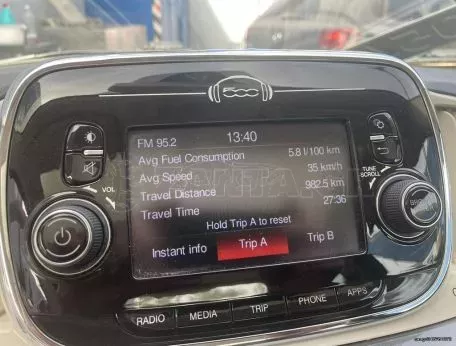 500
FM 95.2 13:40
Avg Fuel Consumption 5.8 l/100 km
Avg Speed 35 km/h
Travel Distance 982.5 km
Travel Time 27:36
Hold Trip A to reset
Instant info Trip A Trip B
VOL
TUNE
SCROLL
RADIO MEDIA TRIP PHONE APPS